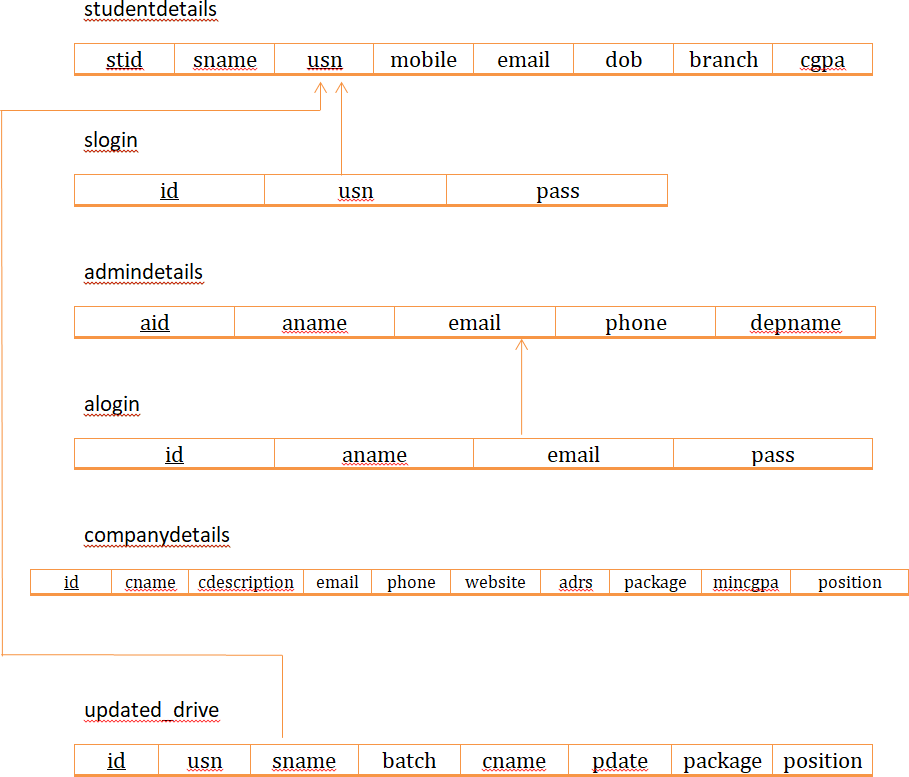 studentdetails
stid sname usn mobile email dob branch cgpa
slogin
id usn pass
admindetails
aid aname email phone depname
alogin
id aname email pass
companydetails
id cname cdescription email phone website adrs package mincgpa position
updated_drive
id usn sname batch cname pdate package position